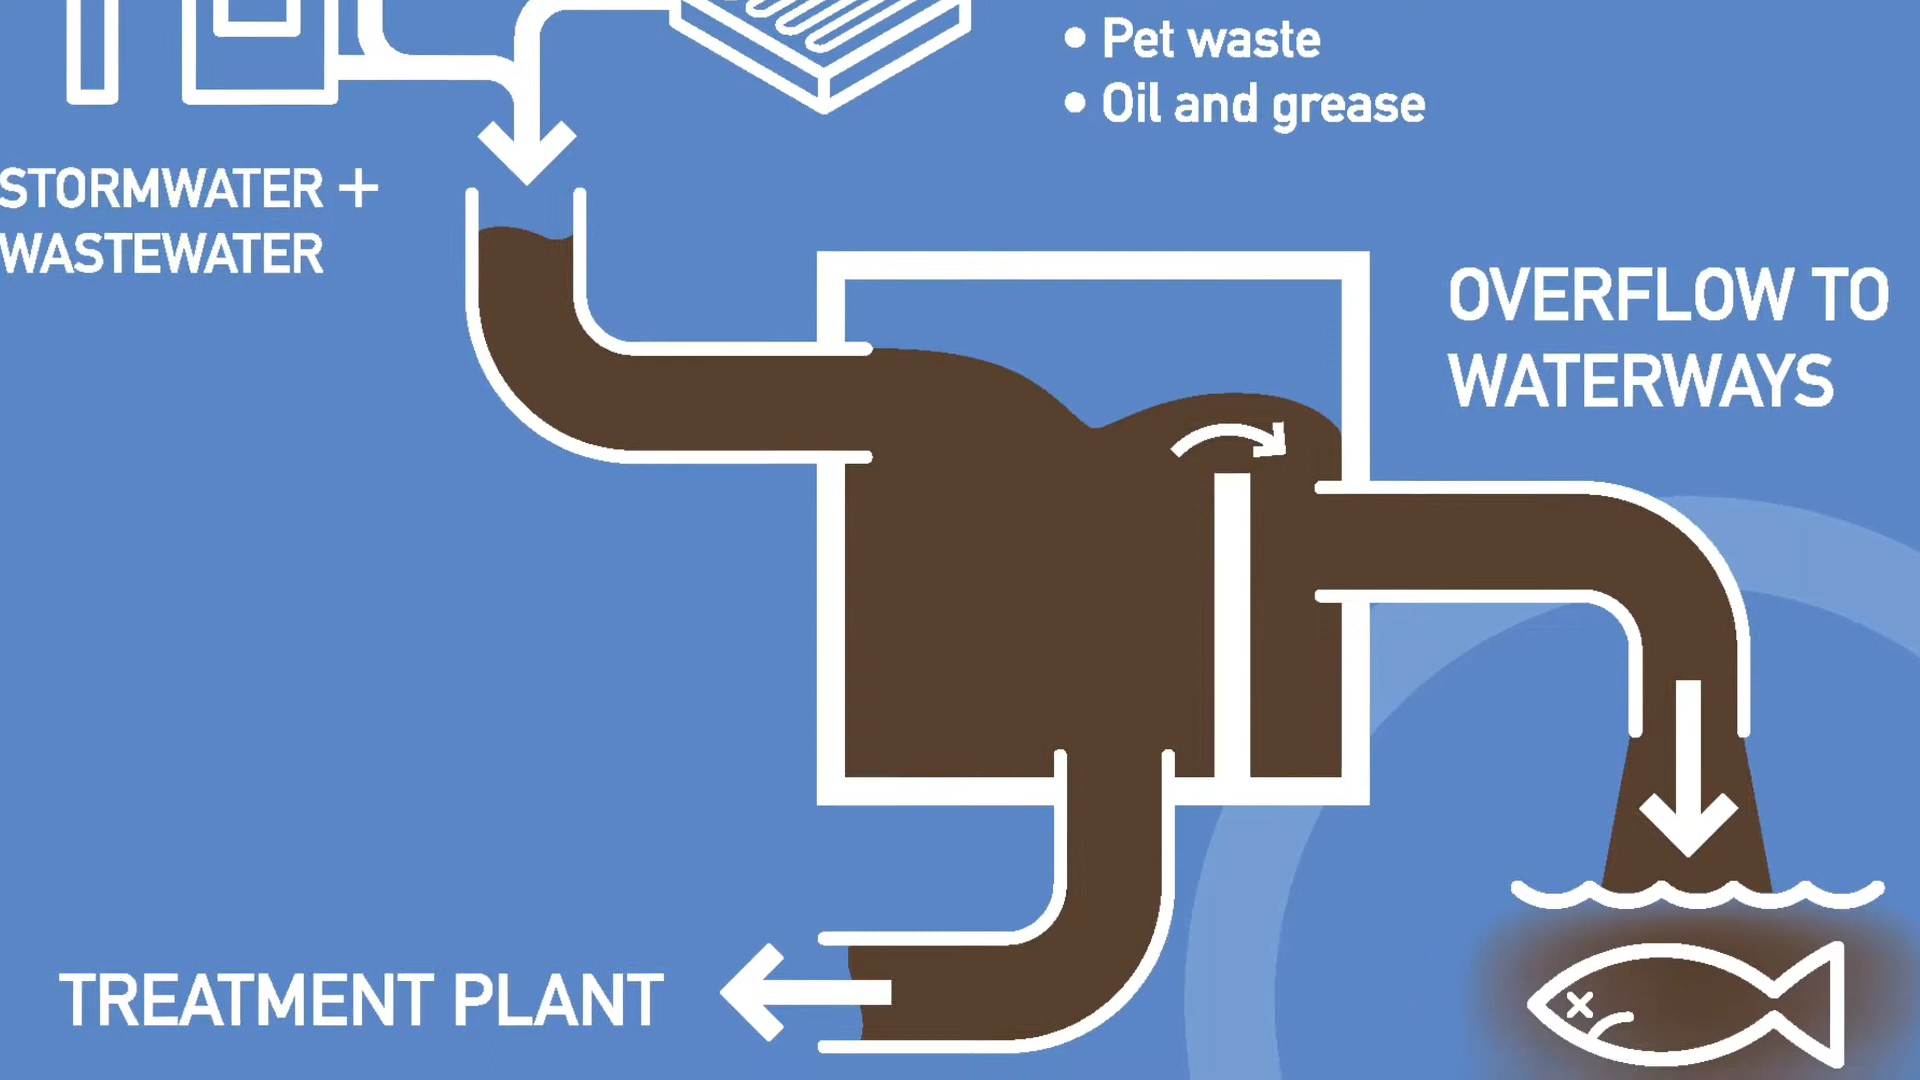 • Pet waste
• Oil and grease
STORMWATER +
WASTEWATER
OVERFLOW TO
WATERWAYS
TREATMENT PLANT